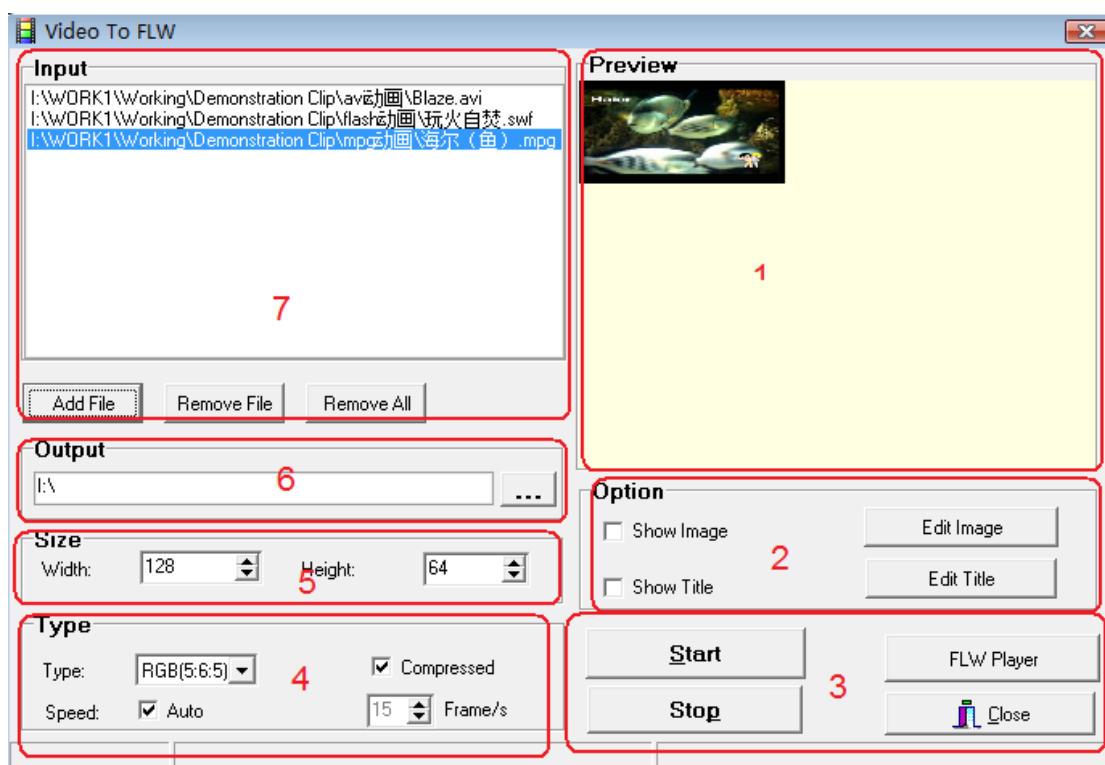 Video To FLW
Input
I:\WORK1\Working\Demonstration Clip\avi动画\Blaze.avi
I:\WORK1\Working\Demonstration Clip\flash动画\玩火自焚.swf
I:\WORK1\Working\Demonstration Clip\mpg动画\海尔（鱼）.mpg
7
Add File
Remove File
Remove All
Preview
Haier
1
Output
I:\
...
6
Option
Show Image
Edit Image
2
Show Title
Edit Title
Size
Width:
128
Height:
64
5
Type
Type:
RGB(5:6:5)
Compressed
4
Speed:
Auto
15
Frame/s
Start
FLW Player
3
Stop
Close